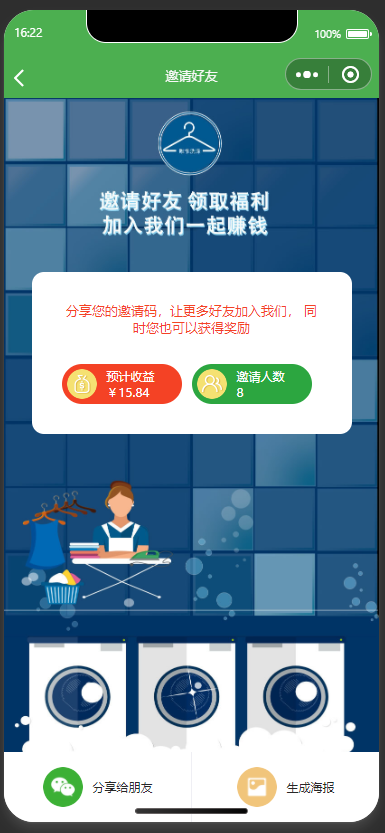 16:22
100%
邀请好友
邀请好友 领取福利
加入我们一起赚钱
分享您的邀请码，让更多好友加入我们， 同
时您也可以获得奖励
预计收益
￥15.84
邀请人数
8
分享给朋友
生成海报